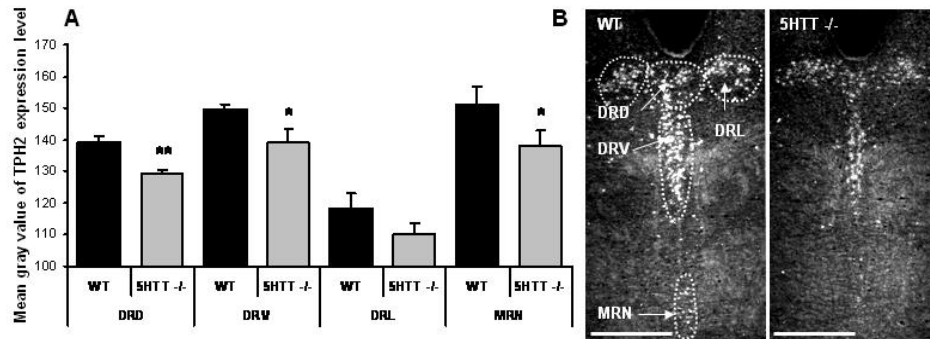 A
Mean gray value of TPH2 expression level
170
160
150
140
130
120
110
100
**
*
*
WT
5HTT -/-
WT
5HTT -/-
WT
5HTT -/-
WT
5HTT -/-
DRD
DRV
DRL
MRN
B
WT
5HTT -/-
DRD
DRL
DRV
MRN